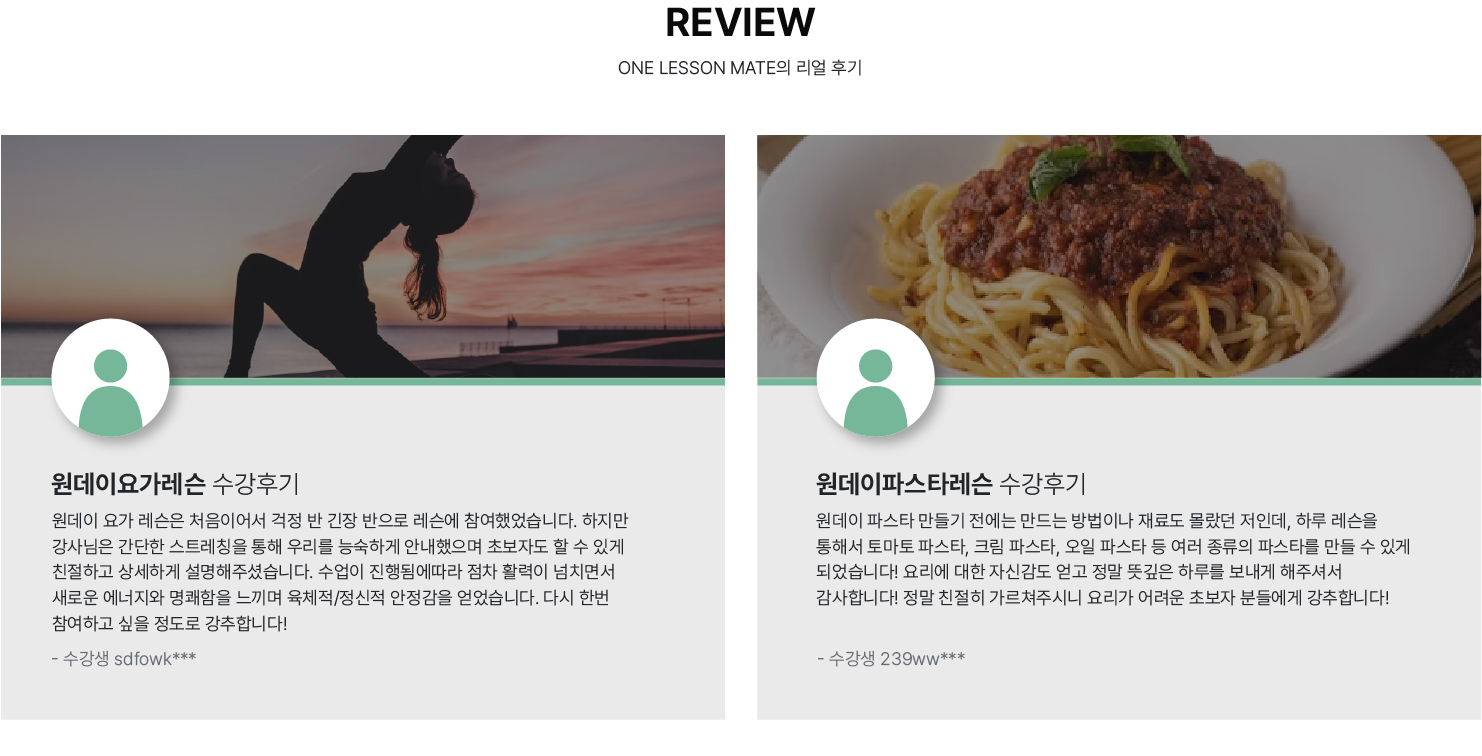 REVIEW
ONE LESSON MATE의 리얼 후기
원데이요가레슨 수강후기
원데이 요가 레슨은 처음이어서 걱정 반 긴장 반으로 레슨에 참여했었습니다. 하지만
강사님은 간단한 스트레칭을 통해 우리를 능숙하게 안내했으며 초보자도 할 수 있게
친절하고 상세하게 설명해주셨습니다. 수업이 진행됨에따라 점차 활력이 넘치면서
새로운 에너지와 명쾌함을 느끼며 육체적/정신적 안정감을 얻었습니다. 다시 한번
참여하고 싶을 정도로 강추합니다!
- 수강생 sdfowk***
원데이파스타레슨 수강후기
원데이 파스타 만들기 전에는 만드는 방법이나 재료도 몰랐던 저인데, 하루 레슨을
통해서 토마토 파스타, 크림 파스타, 오일 파스타 등 여러 종류의 파스타를 만들 수 있게
되었습니다! 요리에 대한 자신감도 얻고 정말 뜻깊은 하루를 보내게 해주셔서
감사합니다! 정말 친절히 가르쳐주시니 요리가 어려운 초보자 분들에게 강추합니다!
- 수강생 239ww***